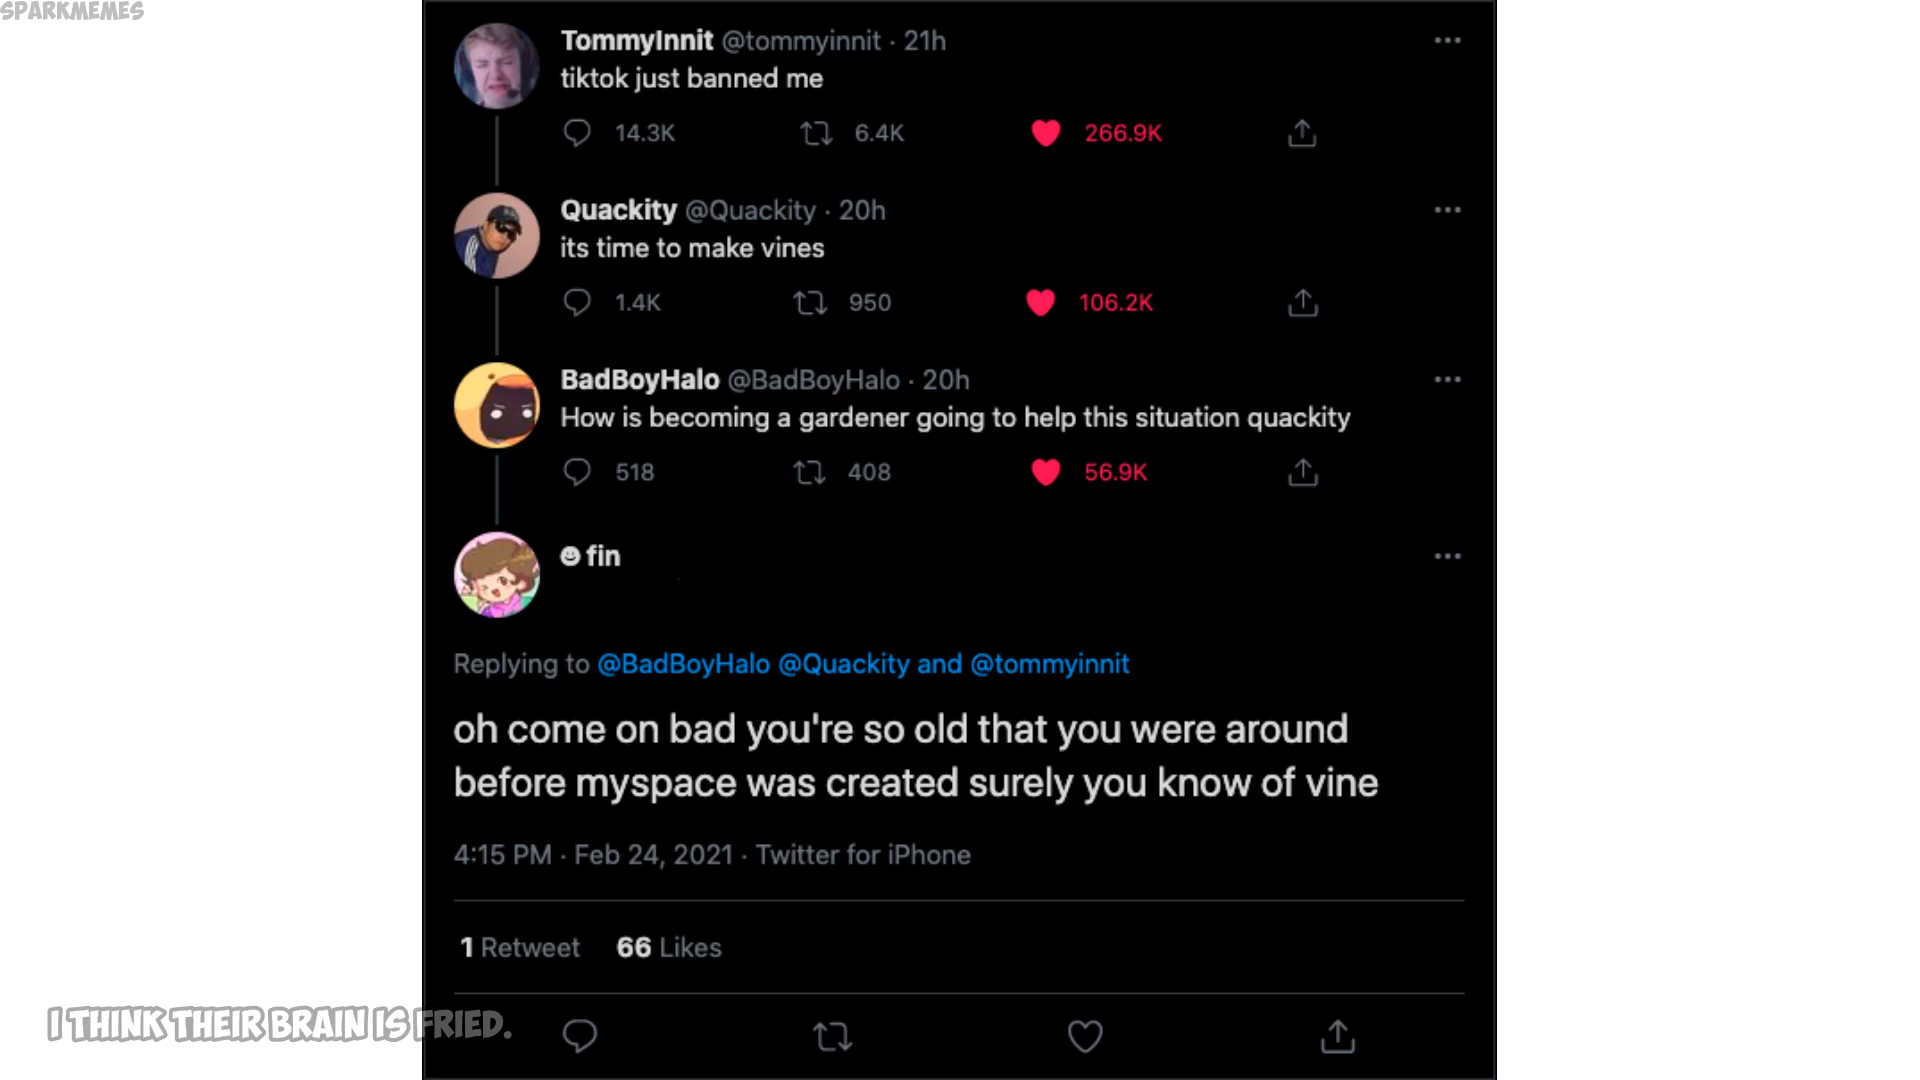 SPARKMEMES
TommyInnit @tommyinnit · 21h
tiktok just banned me
14.3K 6.4K 266.9K
Quackity @Quackity · 20h
its time to make vines
1.4K 950 106.2K
BadBoyHalo @BadBoyHalo · 20h
How is becoming a gardener going to help this situation quackity
518 408 56.9K
fin
Replying to @BadBoyHalo @Quackity and @tommyinnit
oh come on bad you're so old that you were around
before myspace was created surely you know of vine
4:15 PM · Feb 24, 2021 · Twitter for iPhone
1 Retweet 66 Likes
I THINK THEIR BRAIN IS FRIED.